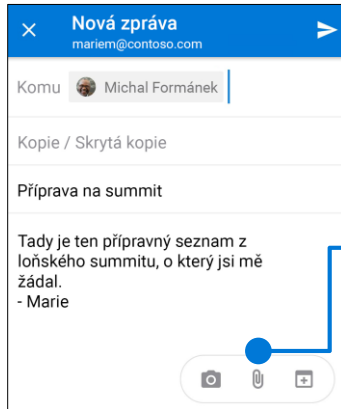 Nová zpráva
mariem@contoso.com
Komu Michal Formánek
Kopie / Skrytá kopie
Příprava na summit
Tady je ten přípravný seznam z
loňského summitu, o který jsi mě
žádal.
- Marie